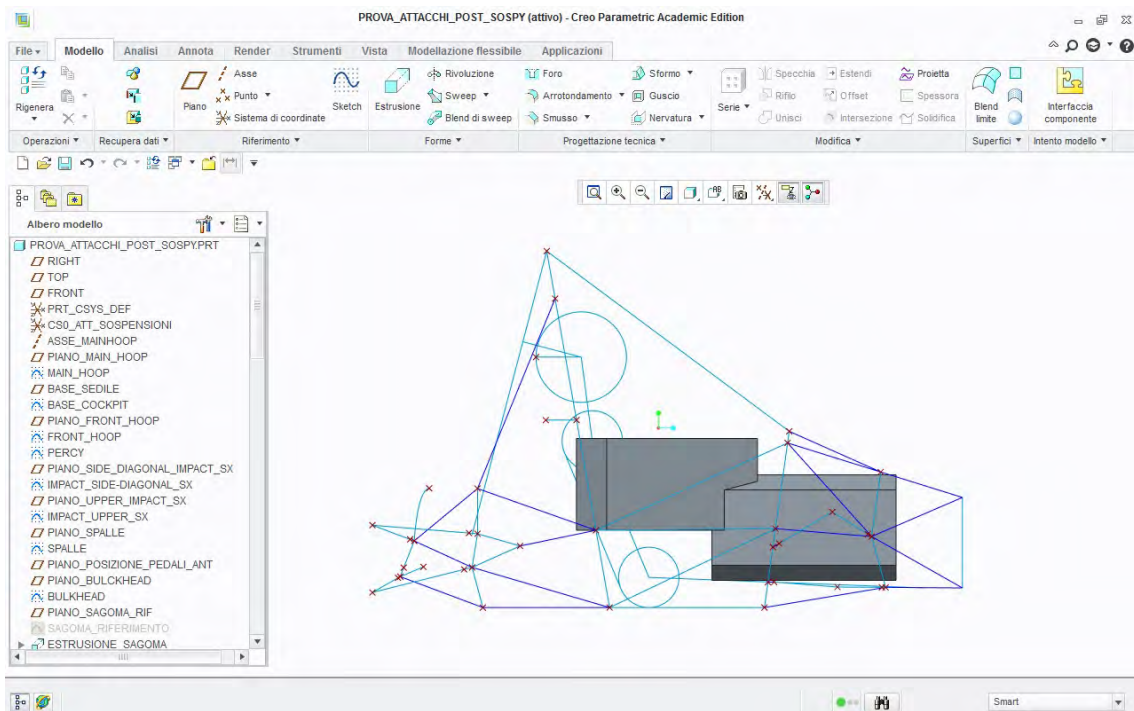 PROVA_ATTACCHI_POST_SOSPY (attivo) - Creo Parametric Academic Edition
File Modello Analisi Annota Render Strumenti Vista Modellazione flessibile Applicazioni
Rigenera
Piano
Asse
Punto
Sistema di coordinate
Sketch
Estrusione
Rivoluzione
Sweep
Blend di sweep
Foro
Arrotondamento
Smusso
Sformo
Guscio
Nervatura
Serie
Specchia
Rifilo
Unisci
Estendi
Offset
Intersezione
Proietta
Spessora
Solidifica
Blend
limite
Interfaccia
componente
Operazioni Recupera dati Riferimento Forme Progettazione tecnica Modifica Superfici Intento modello
Albero modello
PROVA_ATTACCHI_POST_SOSPY.PRT
RIGHT
TOP
FRONT
PRT_CSYS_DEF
CS0_ATT_SOSPENSIONI
ASSE_MAINHOOP
PIANO_MAIN_HOOP
MAIN_HOOP
BASE_SEDILE
BASE_COCKPIT
PIANO_FRONT_HOOP
FRONT_HOOP
PERCY
PIANO_SIDE_DIAGONAL_IMPACT_SX
IMPACT_SIDE-DIAGONAL_SX
PIANO_UPPER_IMPACT_SX
IMPACT_UPPER_SX
PIANO_SPALLE
SPALLE
PIANO_POSIZIONE_PEDALI_ANT
PIANO_BULCKHEAD
BULKHEAD
PIANO_SAGOMA_RIF
SAGOMA_RIFERIMENTO
ESTRUSIONE_SAGOMA
Smart